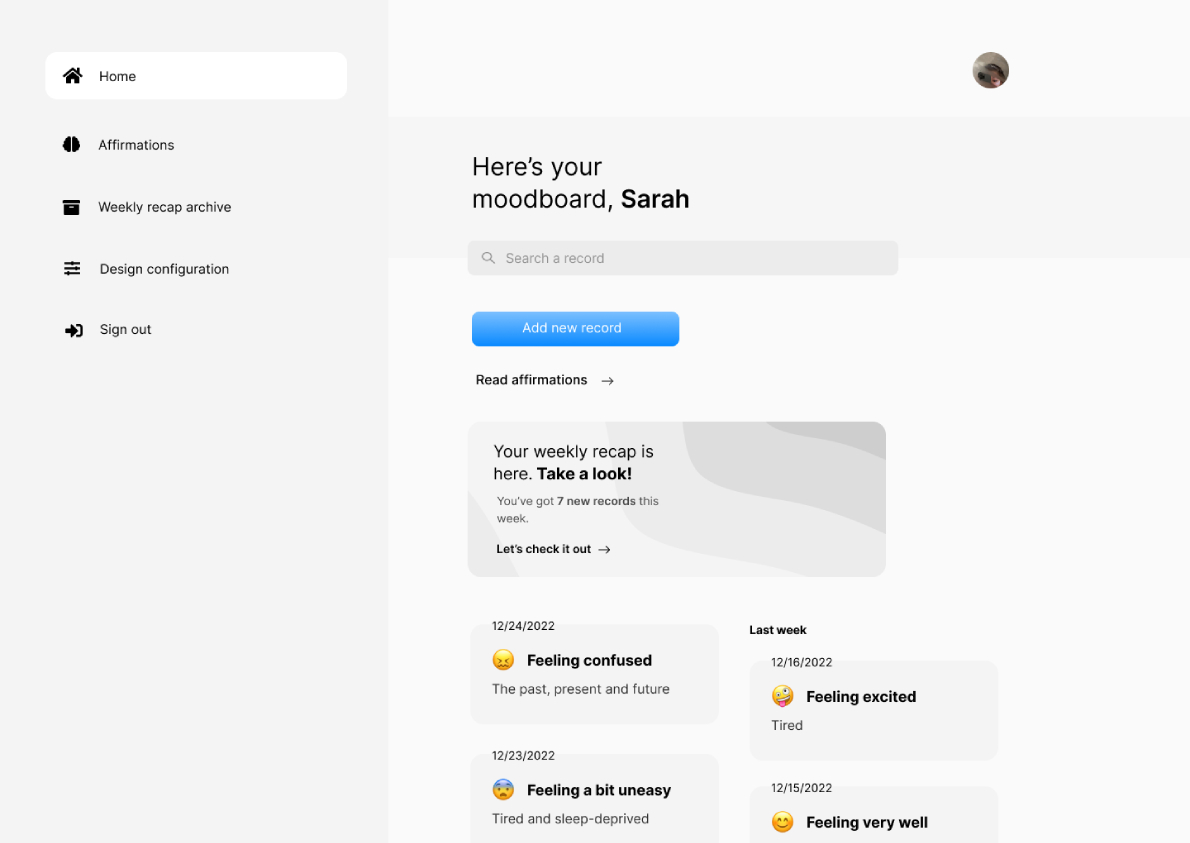 Home
Affirmations
Weekly recap archive
Design configuration
Sign out
Here’s your
moodboard, Sarah
Search a record
Add new record
Read affirmations
Your weekly recap is
here. Take a look!
You’ve got 7 new records this
week.
Let’s check it out
12/24/2022
Feeling confused
The past, present and future
12/23/2022
Feeling a bit uneasy
Tired and sleep-deprived
Last week
12/16/2022
Feeling excited
Tired
12/15/2022
Feeling very well